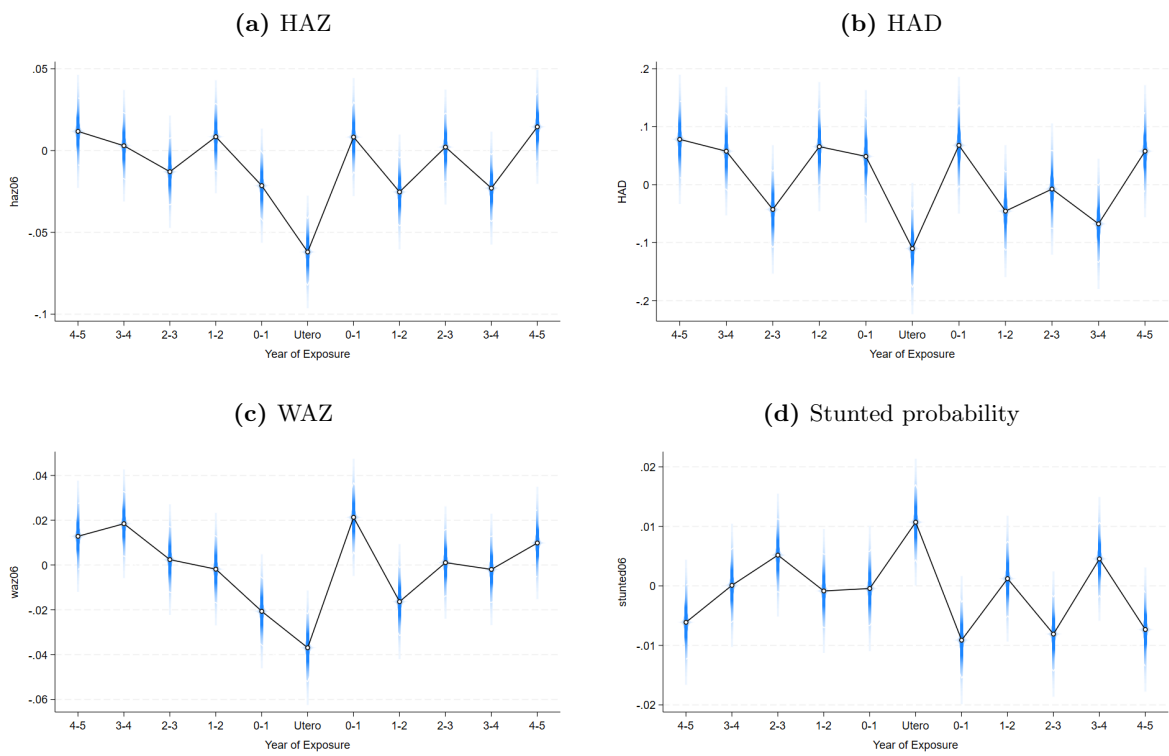 (a) HAZ
.05
0
-.05
-.1
haz06
4-5 3-4 2-3 1-2 0-1 Utero 0-1 1-2 2-3 3-4 4-5
Year of Exposure
(b) HAD
.2
.1
0
-.1
-.2
HAD
4-5 3-4 2-3 1-2 0-1 Utero 0-1 1-2 2-3 3-4 4-5
Year of Exposure
(c) WAZ
.04
.02
0
-.02
-.04
-.06
waz06
4-5 3-4 2-3 1-2 0-1 Utero 0-1 1-2 2-3 3-4 4-5
Year of Exposure
(d) Stunted probability
.02
.01
0
-.01
-.02
stunted06
4-5 3-4 2-3 1-2 0-1 Utero 0-1 1-2 2-3 3-4 4-5
Year of Exposure